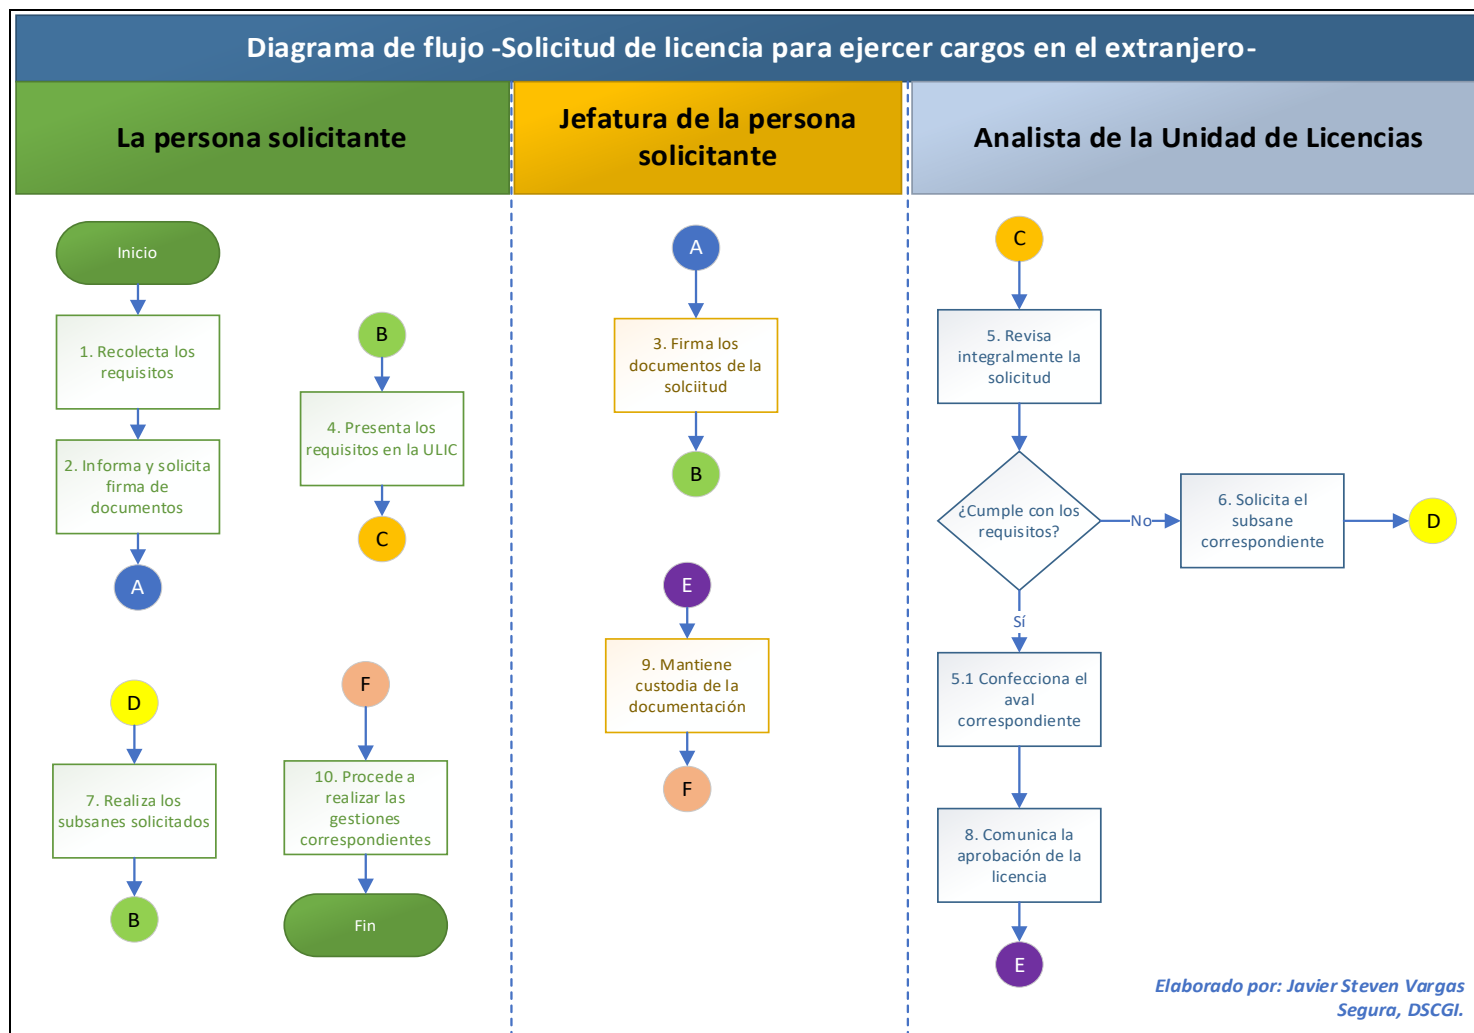 Diagrama de flujo -Solicitud de licencia para ejercer cargos en el extranjero-
La persona solicitante
Jefatura de la persona
solicitante
Analista de la Unidad de Licencias
Inicio
1. Recolecta los
requisitos
2. Informa y solicita
firma de
documentos
A
B
4. Presenta los
requisitos en la ULIC
C
D
7. Realiza los
subsanes solicitados
B
F
10. Procede a
realizar las
gestiones
correspondientes
Fin
A
3. Firma los
documentos de la
solciitud
B
E
9. Mantiene
custodia de la
documentación
F
C
5. Revisa
integralmente la
solicitud
¿Cumple con los
requisitos?
No
6. Solicita el
subsane
correspondiente
D
Sí
5.1 Confecciona el
aval
correspondiente
8. Comunica la
aprobación de la
licencia
E
Elaborado por: Javier Steven Vargas
Segura, DSCGI.